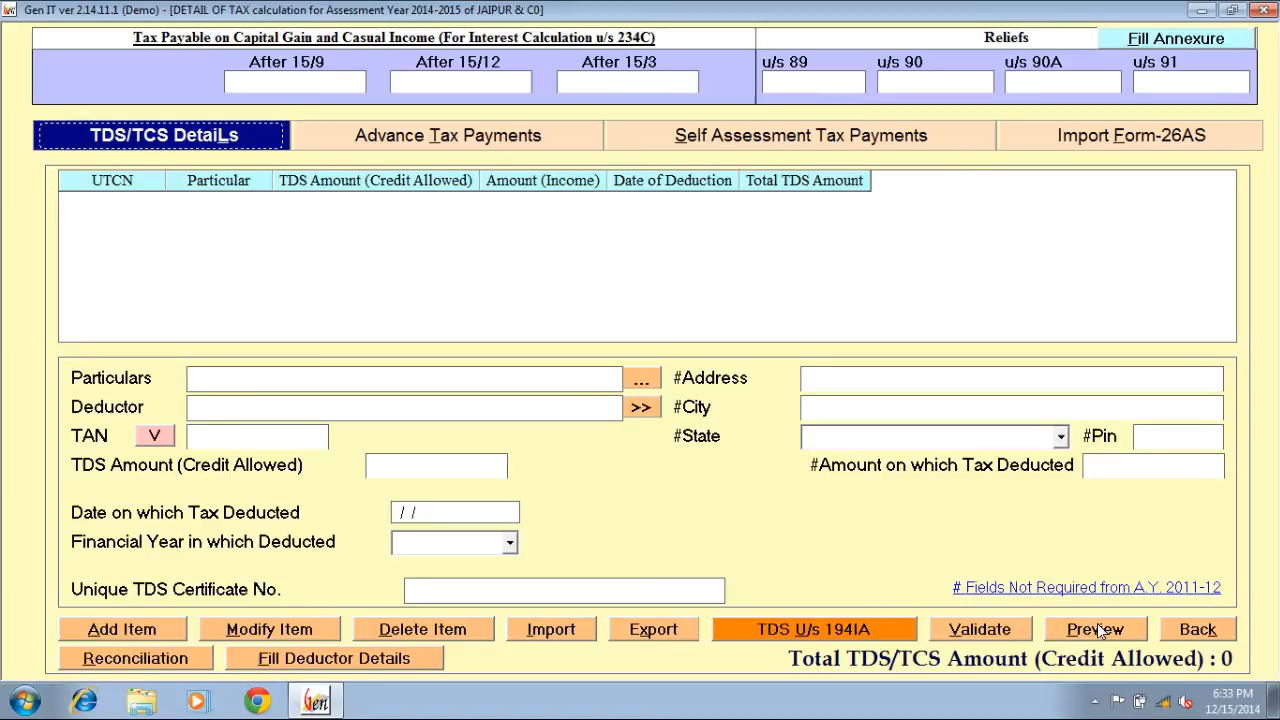 Gen IT ver 2.14.11.1 (Demo) - [DETAIL OF TAX calculation for Assessment Year 2014-2015 of JAIPUR & C0]
Tax Payable on Capital Gain and Casual Income (For Interest Calculation u/s 234C) Reliefs Fill Annexure
After 15/9 After 15/12 After 15/3 u/s 89 u/s 90 u/s 90A u/s 91
TDS/TCS DetaiLs Advance Tax Payments Self Assessment Tax Payments Import Form-26AS
UTCN Particular TDS Amount (Credit Allowed) Amount (Income) Date of Deduction Total TDS Amount
Particulars ... #Address
Deductor >> #City
TAN V #State #Pin
TDS Amount (Credit Allowed) #Amount on which Tax Deducted
Date on which Tax Deducted / /
Financial Year in which Deducted
Unique TDS Certificate No. # Fields Not Required from A.Y. 2011-12
Add Item Modify Item Delete Item Import Export TDS U/s 194IA Validate Preview Back
Reconciliation Fill Deductor Details Total TDS/TCS Amount (Credit Allowed) : 0
Gen 6:33 PM
12/15/2014